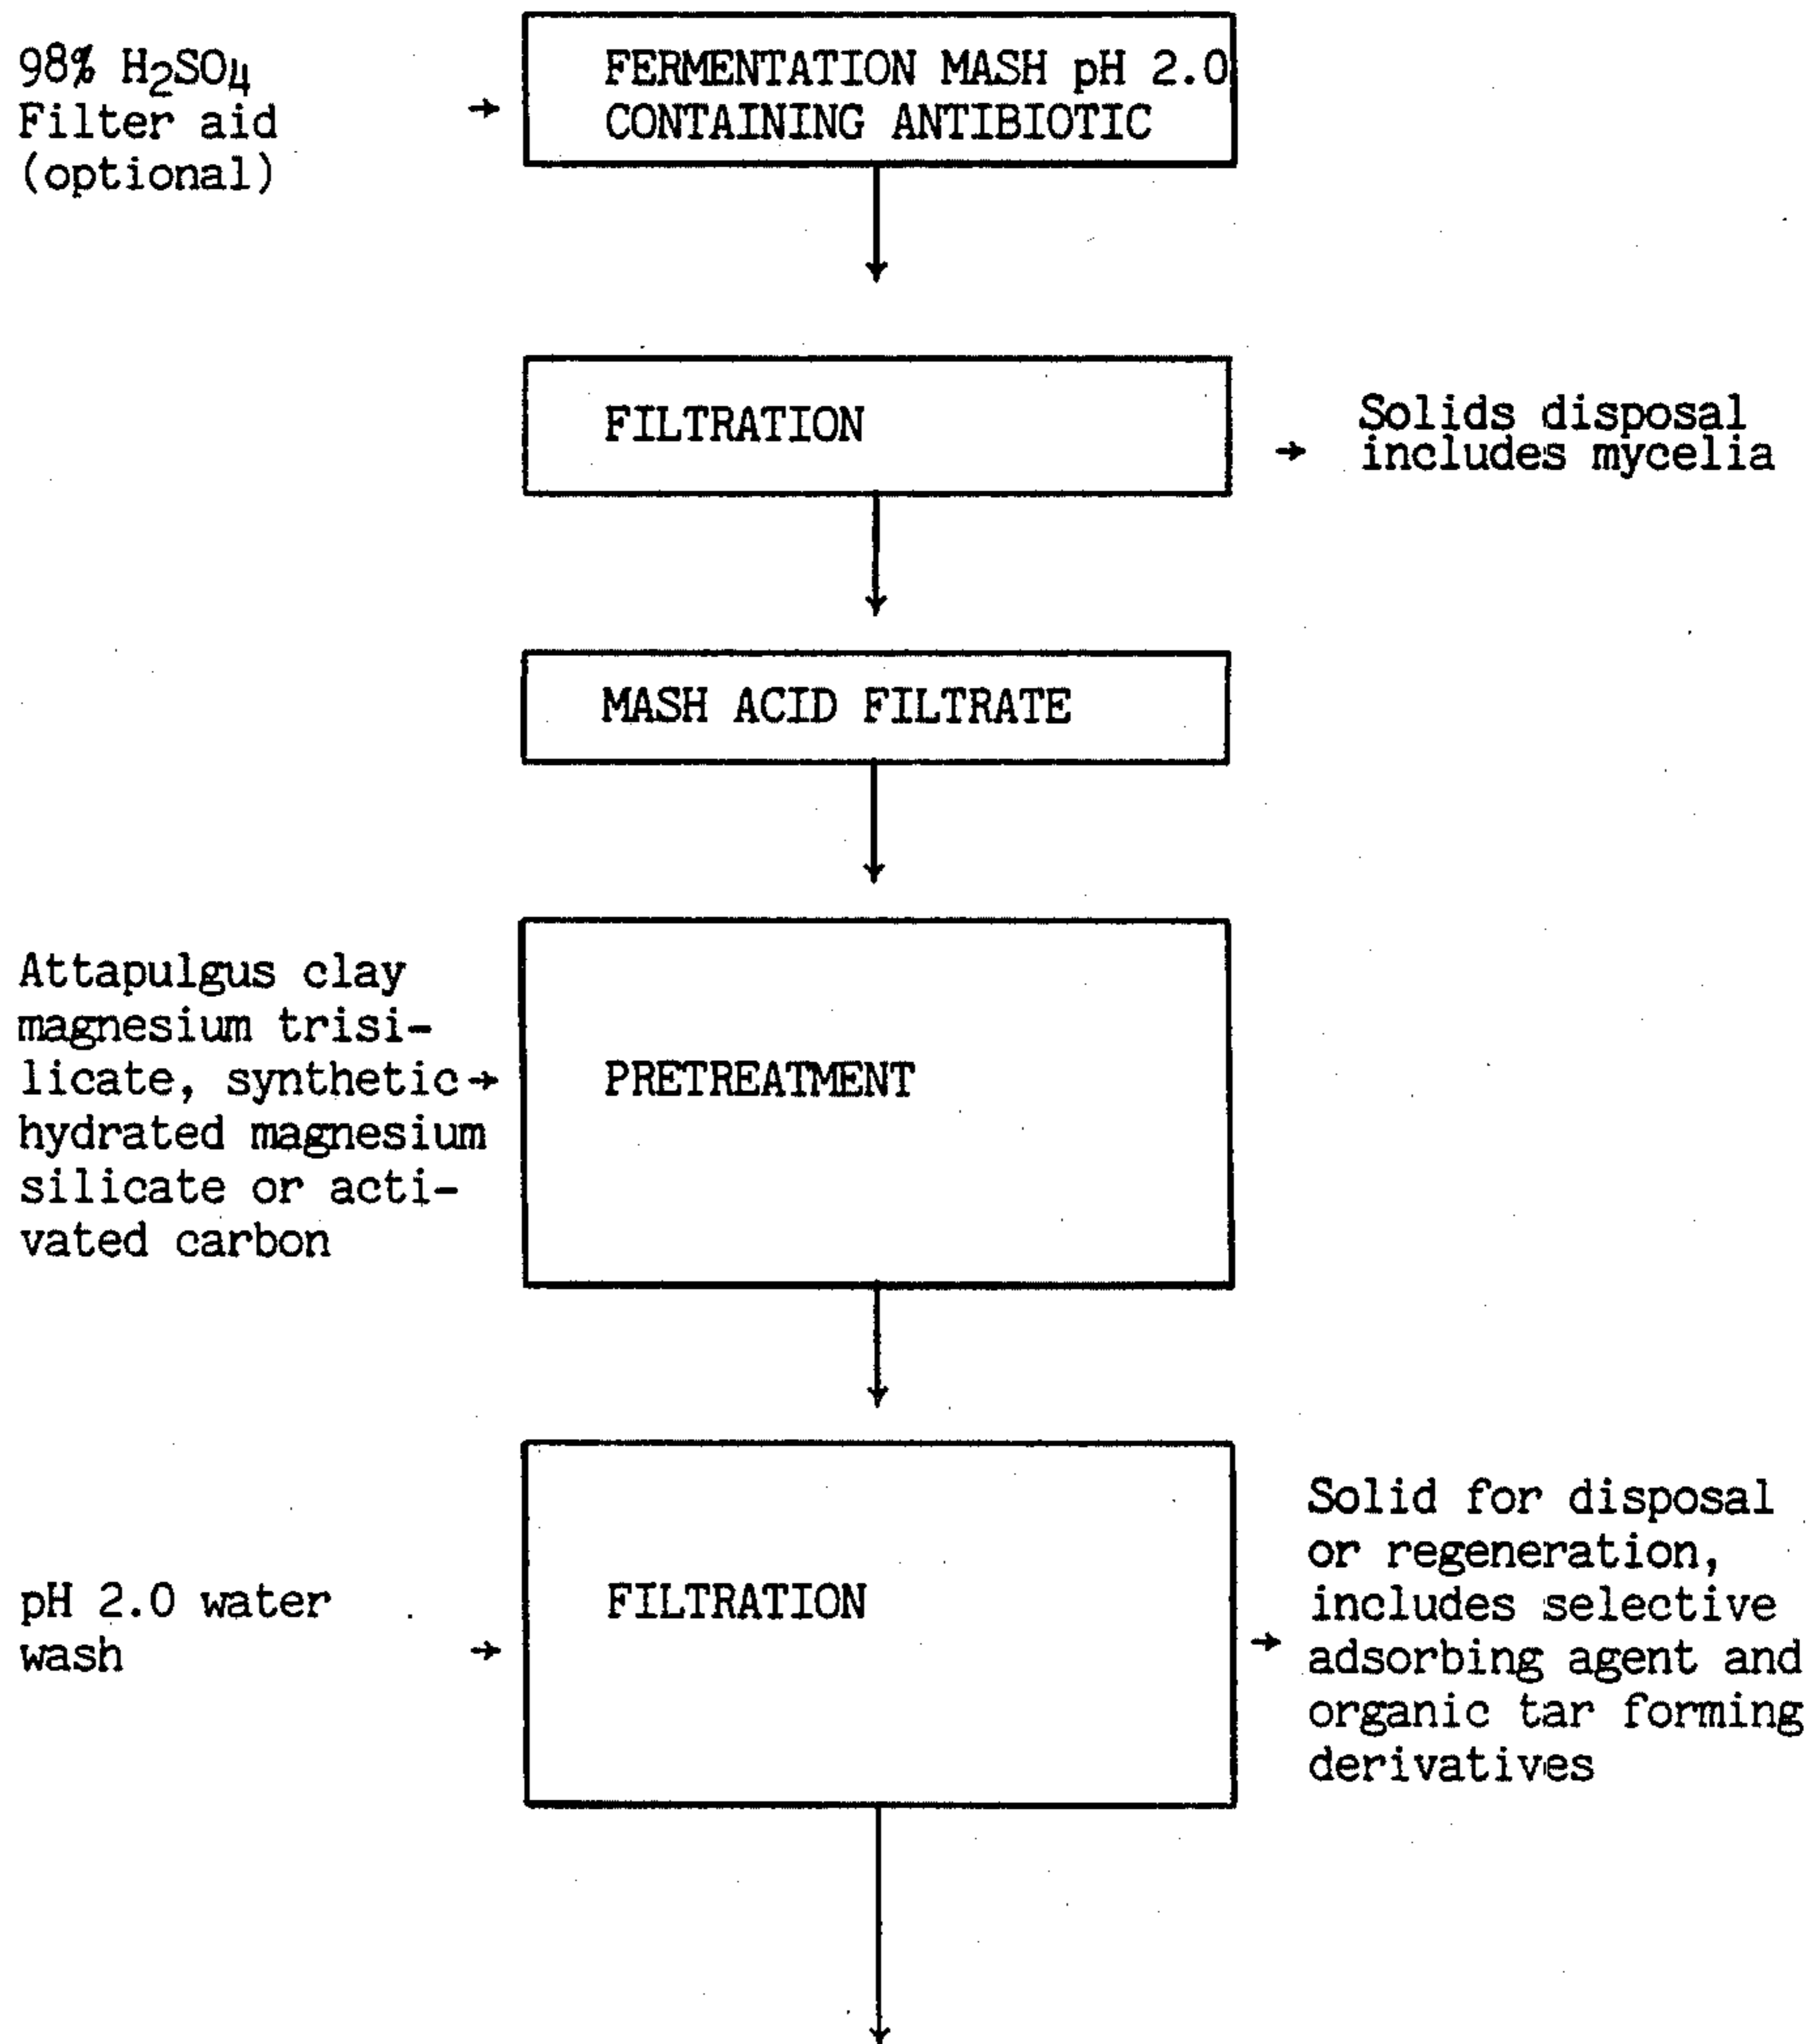 98% H2SO4
Filter aid
(optional)
FERMENTATION MASH pH 2.0
CONTAINING ANTIBIOTIC
FILTRATION
Solids disposal
includes mycelia
MASH ACID FILTRATE
Attapulgus clay
magnesium trisi-
licate, synthetic
hydrated magnesium
silicate or acti-
vated carbon
PRETREATMENT
pH 2.0 water
wash
FILTRATION
Solid for disposal
or regeneration,
includes selective
adsorbing agent and
organic tar forming
derivatives